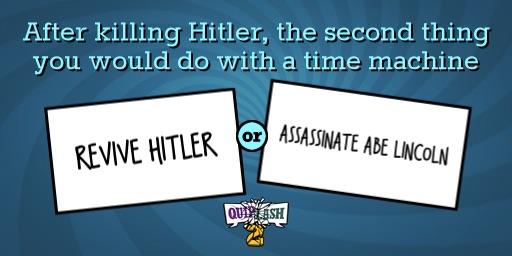 After killing Hitler, the second thing
you would do with a time machine
REVIVE HITLER
or
ASSASSINATE ABE LINCOLN
QUIPLASH
2